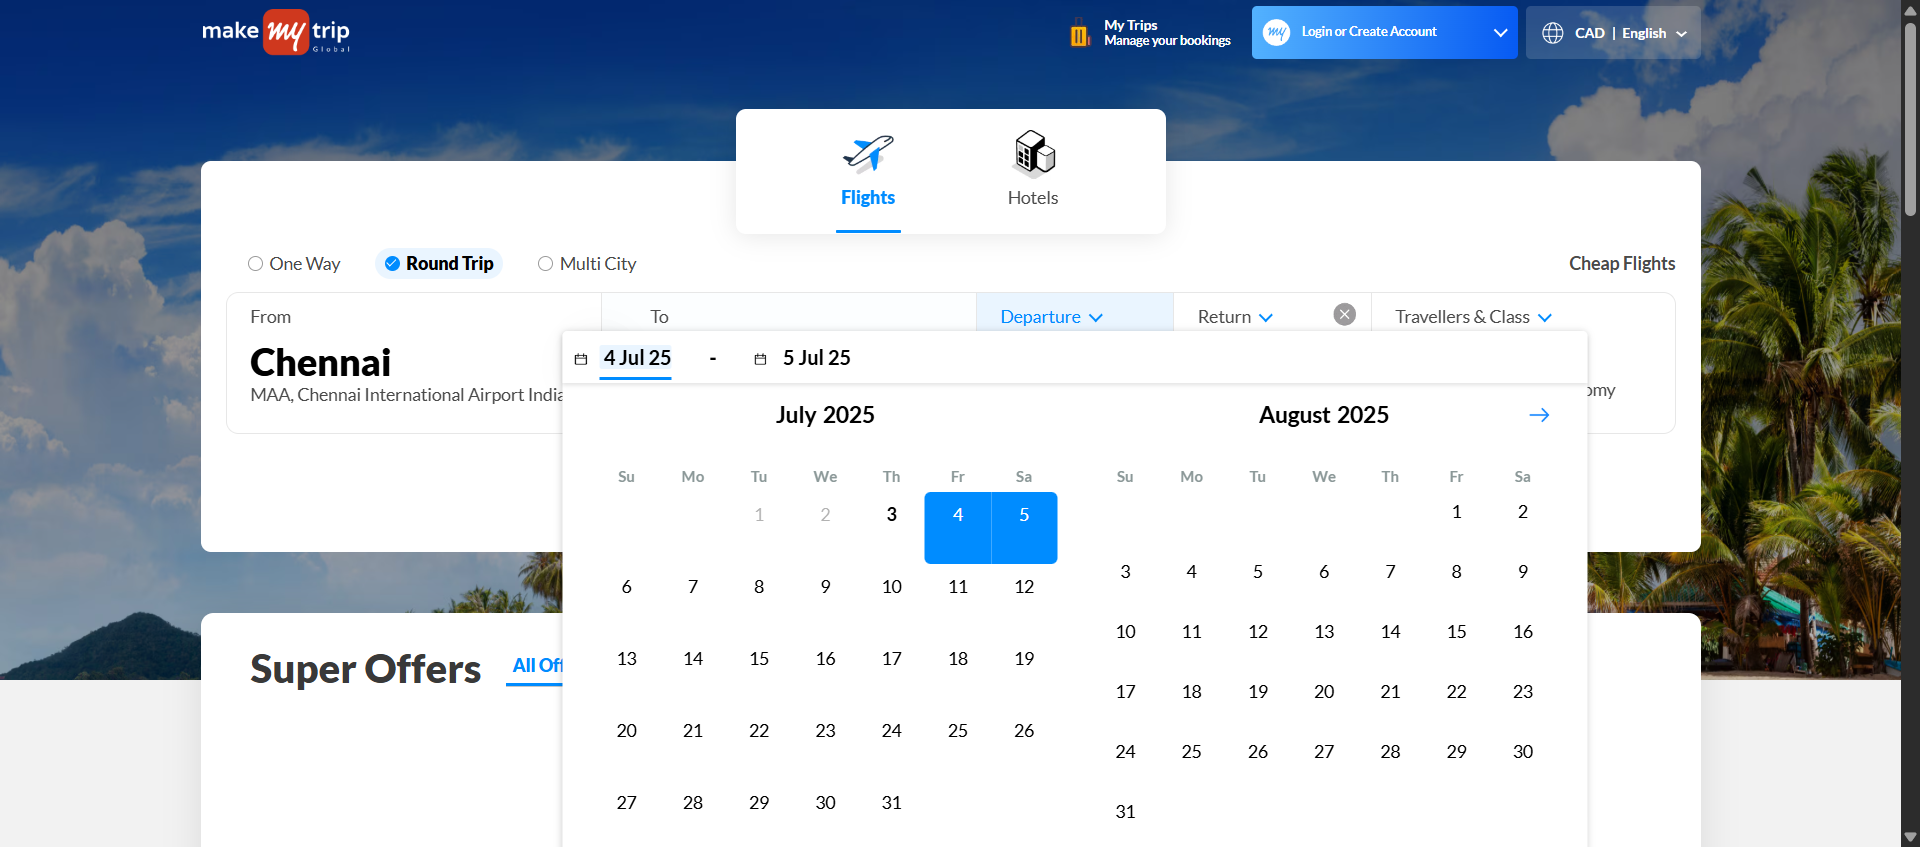 make my trip
Global
My Trips
Manage your bookings
my
Login or Create Account
CAD | English
Flights
Hotels
One Way
Round Trip
Multi City
Cheap Flights
From
To
Departure
Return
Travellers & Class
Chennai
MAA, Chennai International Airport India
4 Jul 25 - 5 Jul 25
July 2025
Su Mo Tu We Th Fr Sa
1 2 3 4 5
6 7 8 9 10 11 12
13 14 15 16 17 18 19
20 21 22 23 24 25 26
27 28 29 30 31
August 2025
Su Mo Tu We Th Fr Sa
1 2
3 4 5 6 7 8 9
10 11 12 13 14 15 16
17 18 19 20 21 22 23
24 25 26 27 28 29 30
31
Super Offers
All